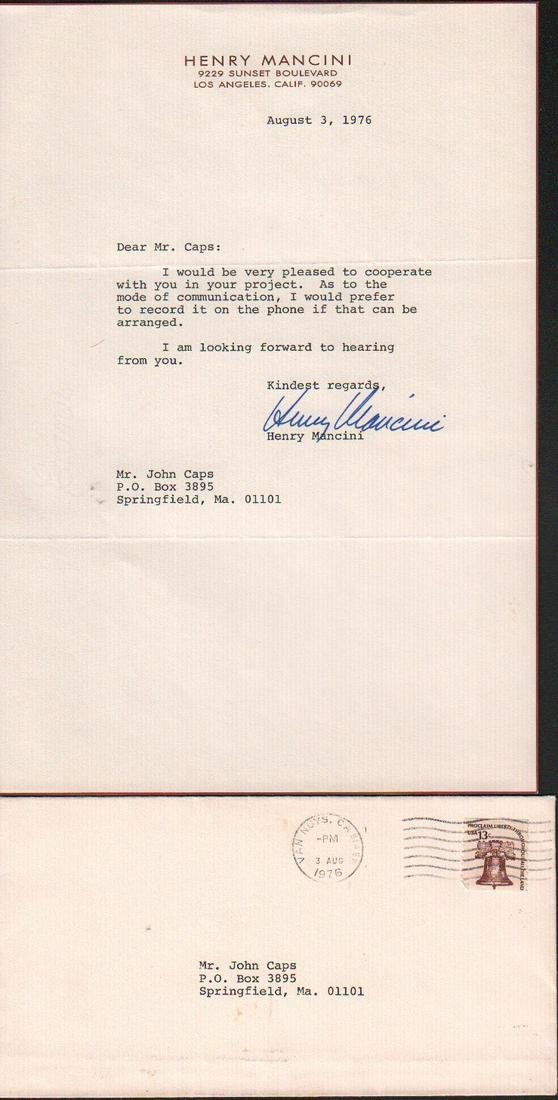 HENRY MANCINI
9229 SUNSET BOULEVARD
LOS ANGELES, CALIF. 90069
August 3, 1976
Dear Mr. Caps:
I would be very pleased to cooperate
with you in your project. As to the
mode of communication, I would prefer
to record it on the phone if that can be
arranged.
I am looking forward to hearing
from you.
Kindest regards,
Henry Mancini
Henry Mancini
Mr. John Caps
P.O. Box 3895
Springfield, Ma. 01101
VAN NUYS, CA
-PM
3 AUG
1976
PROCLAIM LIBERTY
USA 13c
Mr. John Caps
P.O. Box 3895
Springfield, Ma. 01101